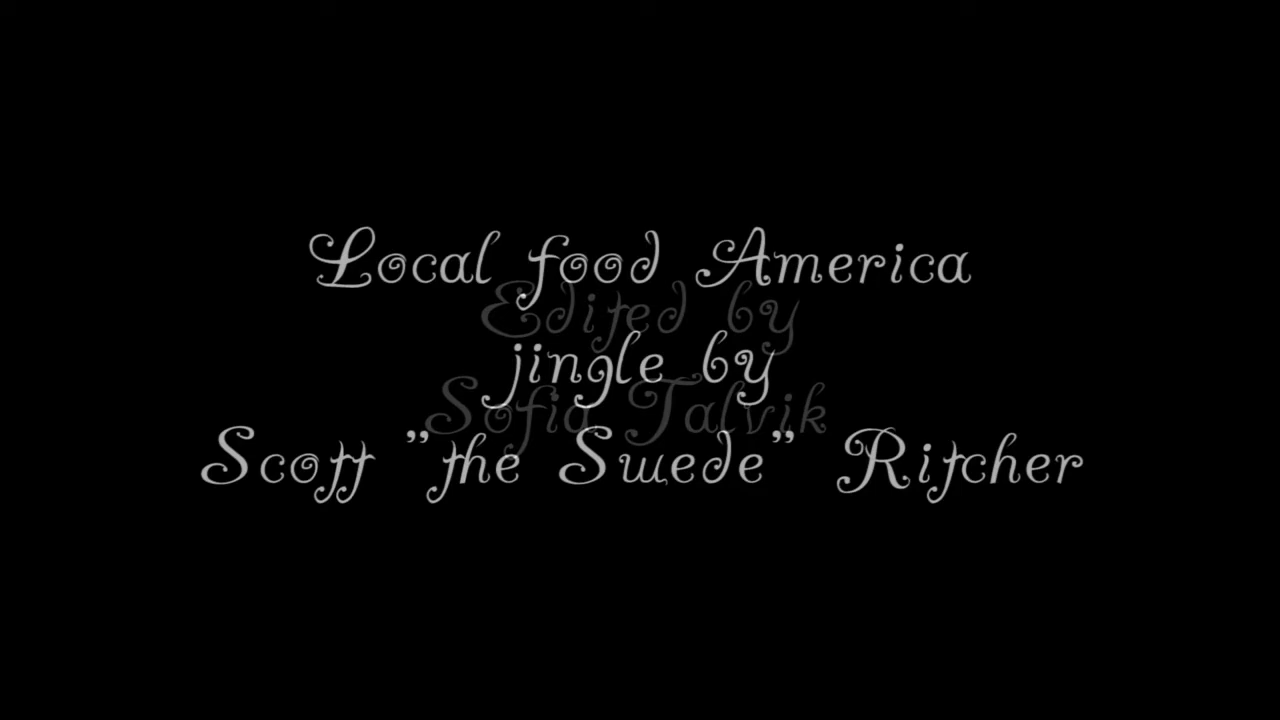 Local food America
Edited by
jingle by
Sofia Talvik
Scott "the Swede" Ritcher